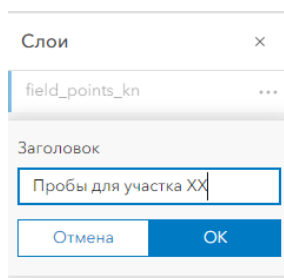 Слои
field_points_kn
Заголовок
Пробы для участка XX
Отмена OK